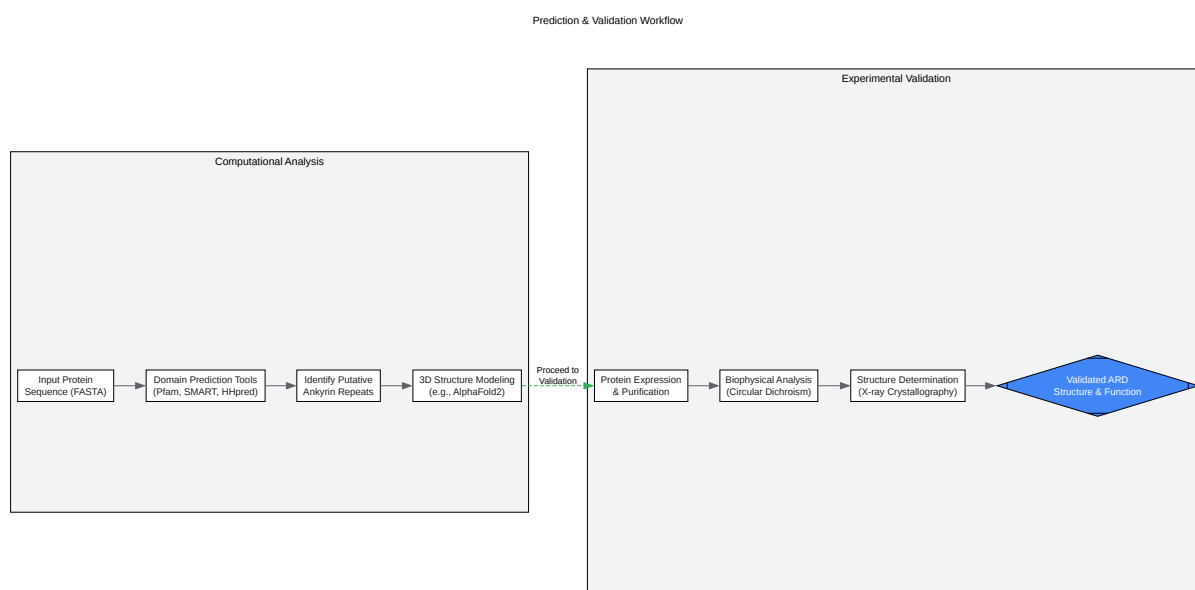 Prediction & Validation Workflow
Experimental Validation
Computational Analysis
Input Protein
Sequence (FASTA)
Domain Prediction Tools
(Pfam, SMART, HHpred)
Identify Putative
Ankyrin Repeats
3D Structure Modeling
(e.g., AlphaFold2)
Proceed to
Validation
Protein Expression
& Purification
Biophysical Analysis
(Circular Dichroism)
Structure Determination
(X-ray Crystallography)
Validated ARD
Structure & Function